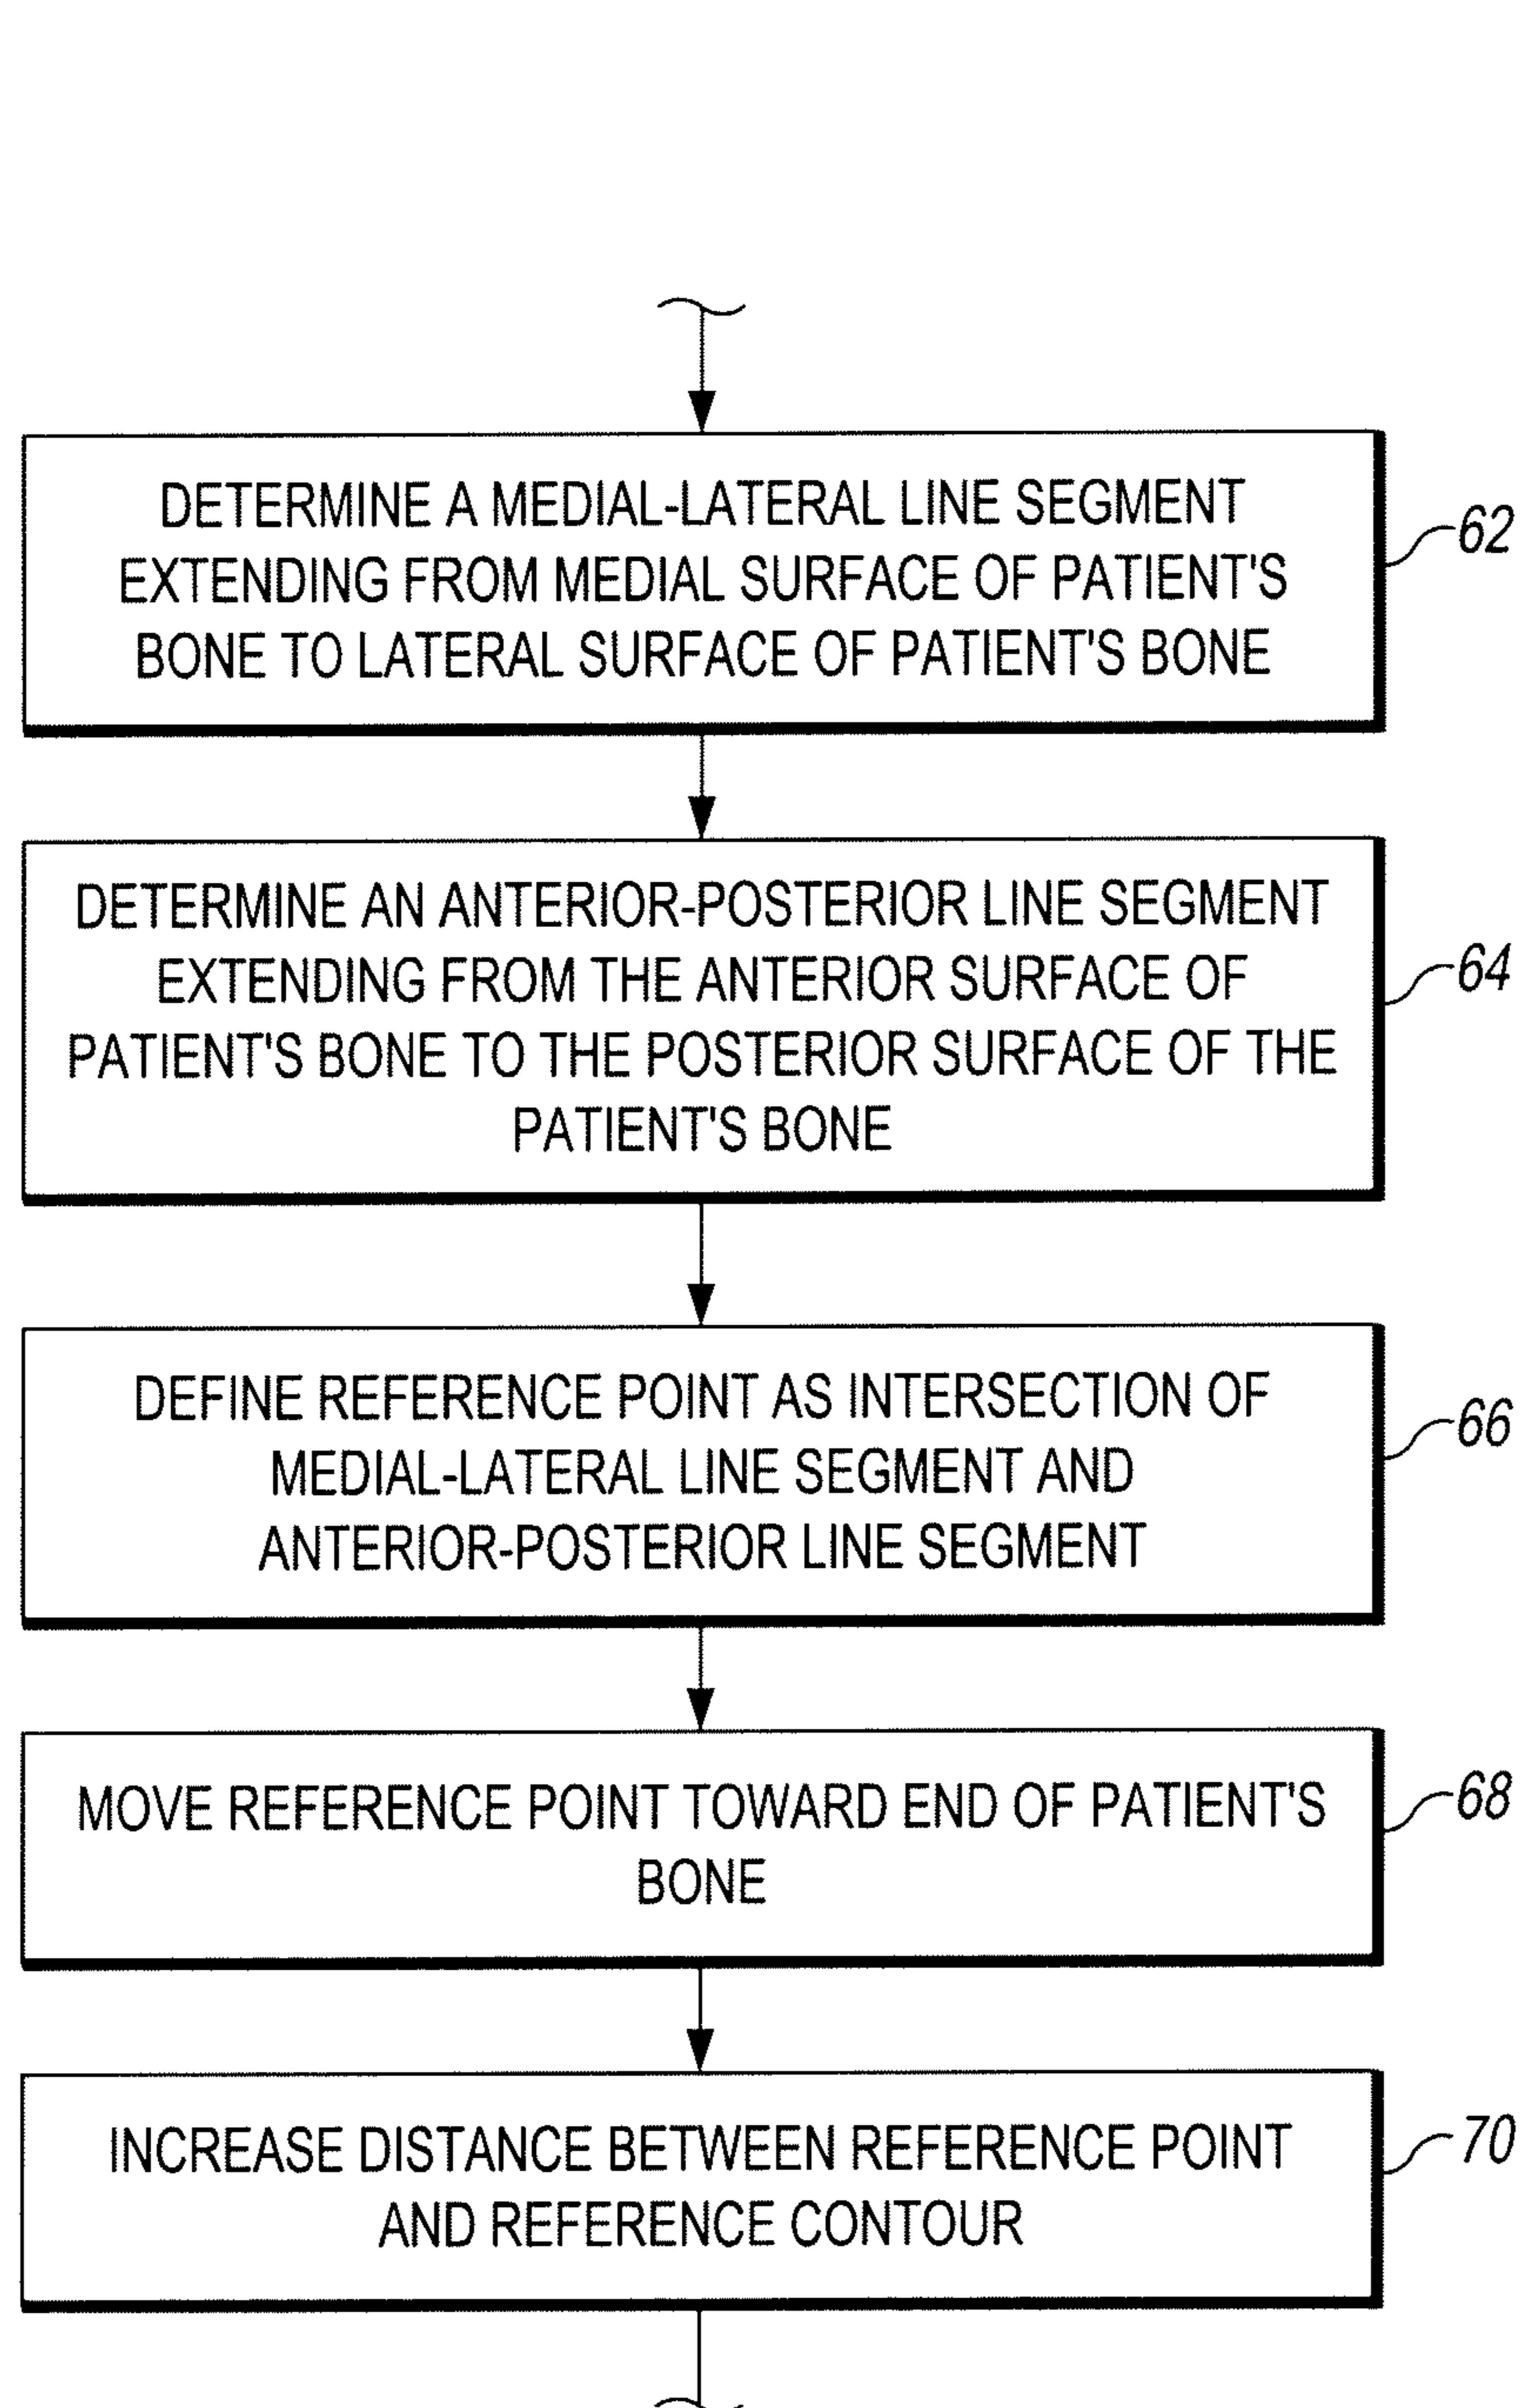 DETERMINE A MEDIAL-LATERAL LINE SEGMENT
EXTENDING FROM MEDIAL SURFACE OF PATIENT'S
BONE TO LATERAL SURFACE OF PATIENT'S BONE
62
DETERMINE AN ANTERIOR-POSTERIOR LINE SEGMENT
EXTENDING FROM THE ANTERIOR SURFACE OF
PATIENT'S BONE TO THE POSTERIOR SURFACE OF THE
PATIENT'S BONE
64
DEFINE REFERENCE POINT AS INTERSECTION OF
MEDIAL-LATERAL LINE SEGMENT AND
ANTERIOR-POSTERIOR LINE SEGMENT
66
MOVE REFERENCE POINT TOWARD END OF PATIENT'S
BONE
68
INCREASE DISTANCE BETWEEN REFERENCE POINT
AND REFERENCE CONTOUR
70